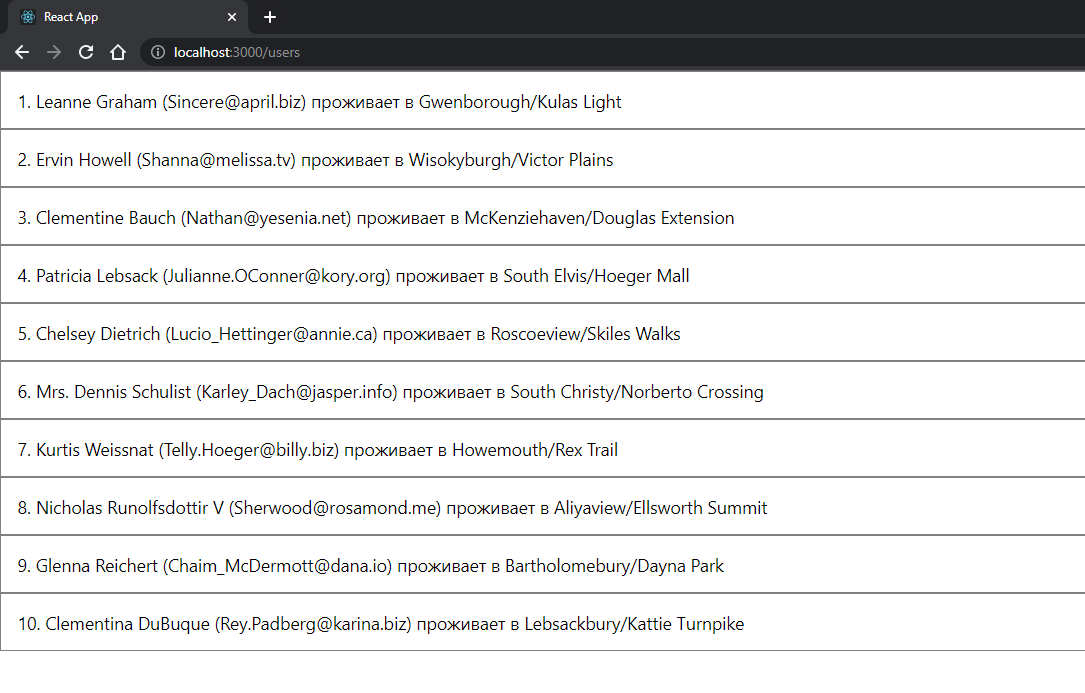 React App
localhost:3000/users
1. Leanne Graham (Sincere@april.biz) проживает в Gwenborough/Kulas Light
2. Ervin Howell (Shanna@melissa.tv) проживает в Wisokyburgh/Victor Plains
3. Clementine Bauch (Nathan@yesenia.net) проживает в McKenziehaven/Douglas Extension
4. Patricia Lebsack (Julianne.OConner@kory.org) проживает в South Elvis/Hoeger Mall
5. Chelsey Dietrich (Lucio_Hettinger@annie.ca) проживает в Roscoeview/Skiles Walks
6. Mrs. Dennis Schulist (Karley_Dach@jasper.info) проживает в South Christy/Norberto Crossing
7. Kurtis Weissnat (Telly.Hoeger@billy.biz) проживает в Howemouth/Rex Trail
8. Nicholas Runolfsdottir V (Sherwood@rosamond.me) проживает в Aliyaview/Ellsworth Summit
9. Glenna Reichert (Chaim_McDermott@dana.io) проживает в Bartholomebury/Dayna Park
10. Clementina DuBuque (Rey.Padberg@karina.biz) проживает в Lebsackbury/Kattie Turnpike